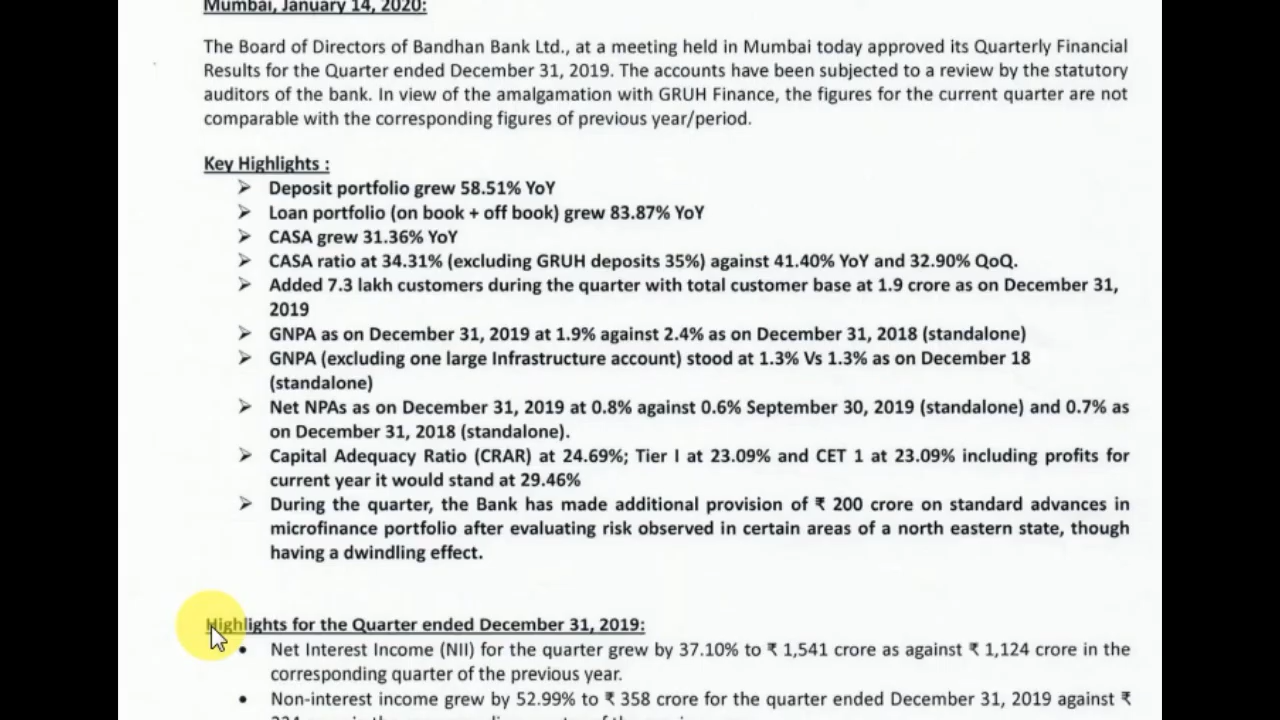 Mumbai, January 14, 2020:
The Board of Directors of Bandhan Bank Ltd., at a meeting held in Mumbai today approved its Quarterly Financial
Results for the Quarter ended December 31, 2019. The accounts have been subjected to a review by the statutory
auditors of the bank. In view of the amalgamation with GRUH Finance, the figures for the current quarter are not
comparable with the corresponding figures of previous year/period.
Key Highlights :
➢ Deposit portfolio grew 58.51% YoY
➢ Loan portfolio (on book + off book) grew 83.87% YoY
➢ CASA grew 31.36% YoY
➢ CASA ratio at 34.31% (excluding GRUH deposits 35%) against 41.40% YoY and 32.90% QoQ.
➢ Added 7.3 lakh customers during the quarter with total customer base at 1.9 crore as on December 31,
2019
➢ GNPA as on December 31, 2019 at 1.9% against 2.4% as on December 31, 2018 (standalone)
➢ GNPA (excluding one large Infrastructure account) stood at 1.3% Vs 1.3% as on December 18
(standalone)
➢ Net NPAs as on December 31, 2019 at 0.8% against 0.6% September 30, 2019 (standalone) and 0.7% as
on December 31, 2018 (standalone).
➢ Capital Adequacy Ratio (CRAR) at 24.69%; Tier I at 23.09% and CET 1 at 23.09% including profits for
current year it would stand at 29.46%
➢ During the quarter, the Bank has made additional provision of ₹ 200 crore on standard advances in
microfinance portfolio after evaluating risk observed in certain areas of a north eastern state, though
having a dwindling effect.
Highlights for the Quarter ended December 31, 2019:
• Net Interest Income (NII) for the quarter grew by 37.10% to ₹ 1,541 crore as against ₹ 1,124 crore in the
corresponding quarter of the previous year.
• Non-interest income grew by 52.99% to ₹ 358 crore for the quarter ended December 31, 2019 against ₹